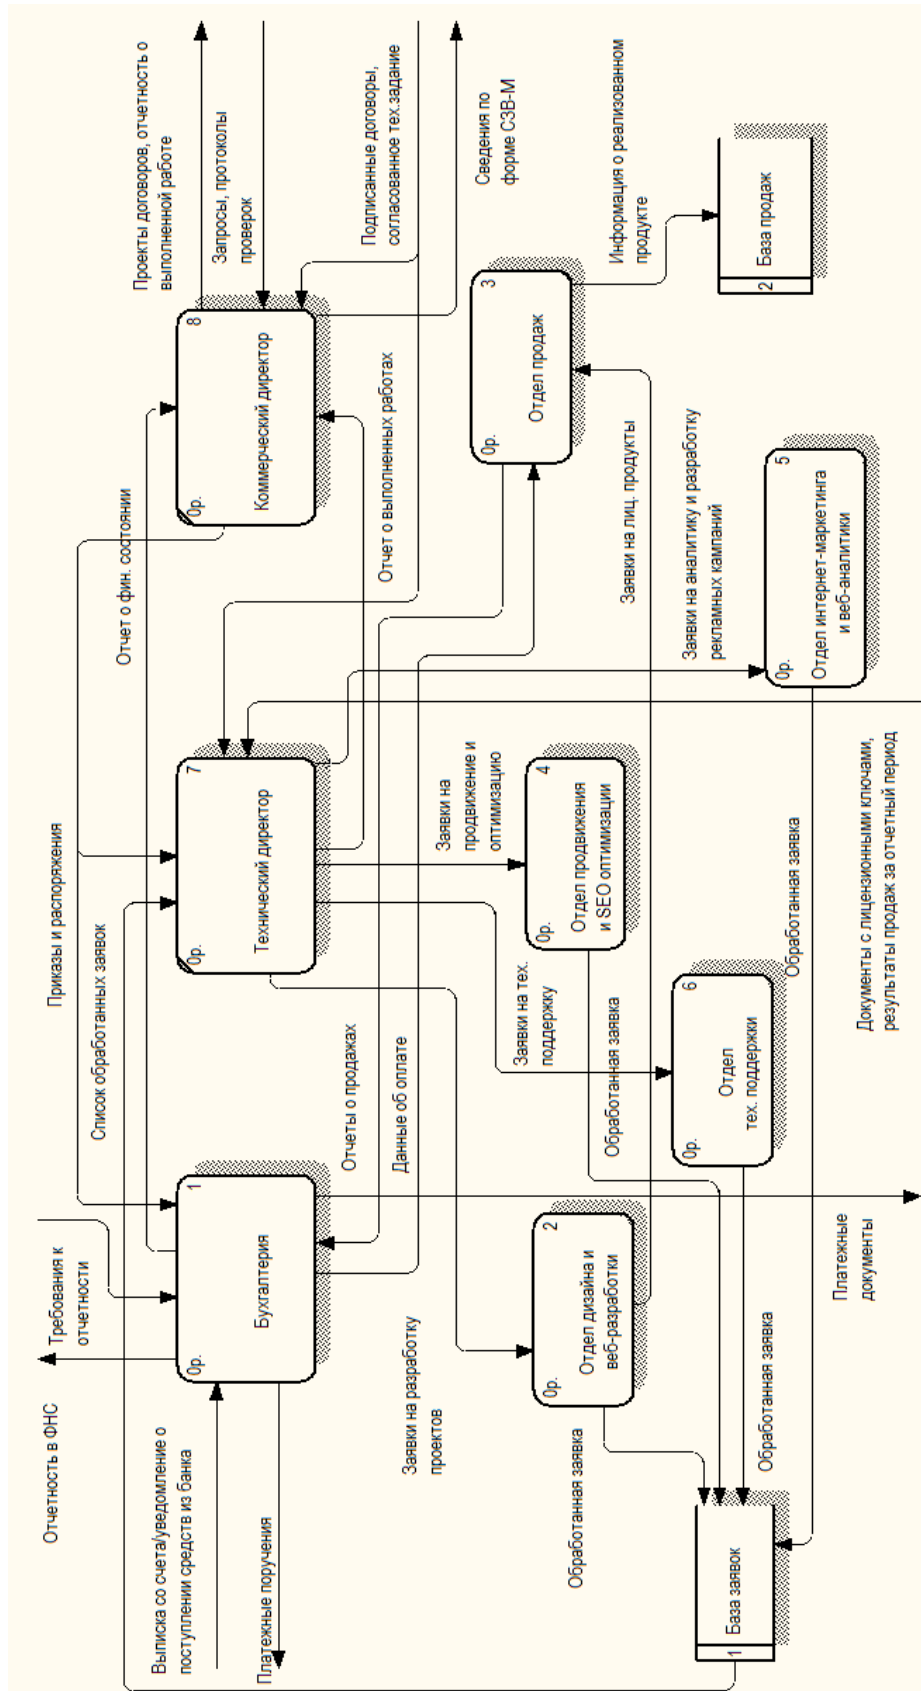 Отчетность в ФНС
Требования к
отчетности
Выписка со счета/уведомление о
поступлении средств из банка
Платежные поручения
0р.
Бухгалтерия
1
Список обработанных заявок
Приказы и распоряжения
Отчет о фин. состоянии
0р.
Технический директор
7
0р.
Коммерческий директор
8
Проекты договоров, отчетность о
выполненной работе
Запросы, протоколы
проверок
Подписанные договоры,
согласованное тех.задание
Сведения по
форме СЗВ-М
Отчеты о продажах
Данные об оплате
Отчет о выполненных работах
Заявки на разработку
проектов
Заявки на тех.
поддержку
Заявки на
продвижение и
оптимизацию
0р.
Отдел продаж
3
Информация о реализованном
продукте
0р.
Отдел дизайна и
веб-разработки
2
0р.
Отдел продвижения
и SEO оптимизации
4
Заявки на лиц. продукты
Обработанная заявка
Обработанная заявка
0р.
Отдел
тех. поддержки
6
Заявки на аналитику и разработку
рекламных кампаний
2
База продаж
0р.
Отдел интернет-маркетинга
и веб-аналитики
5
1
База заявок
Обработанная заявка
Обработанная заявка
Платежные
документы
Документы с лицензионными ключами,
результаты продаж за отчетный период